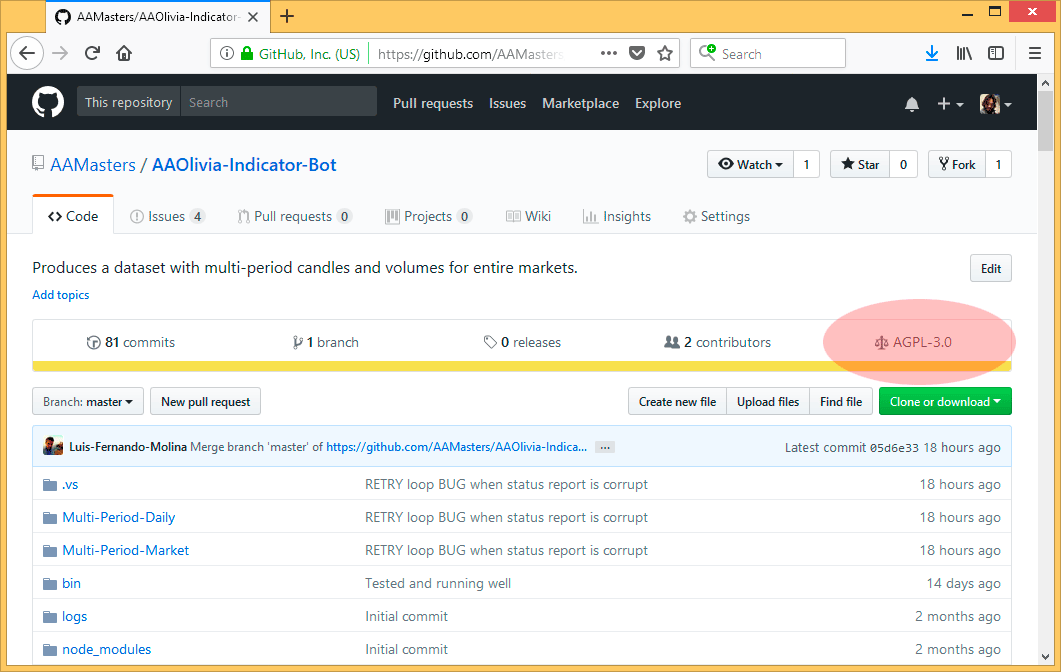 AAMasters/AAOlivia-Indicator-
GitHub, Inc. (US) https://github.com/AAMasters ••• Search
This repository Search Pull requests Issues Marketplace Explore
AAMasters / AAOlivia-Indicator-Bot Watch 1 Star 0 Fork 1
Code Issues 4 Pull requests 0 Projects 0 Wiki Insights Settings
Produces a dataset with multi-period candles and volumes for entire markets. Edit
Add topics
81 commits 1 branch 0 releases 2 contributors AGPL-3.0
Branch: master New pull request Create new file Upload files Find file Clone or download
Luis-Fernando-Molina Merge branch 'master' of https://github.com/AAMasters/AAOlivia-Indica... … Latest commit 05d6e33 18 hours ago
.vs RETRY loop BUG when status report is corrupt 18 hours ago
Multi-Period-Daily RETRY loop BUG when status report is corrupt 18 hours ago
Multi-Period-Market RETRY loop BUG when status report is corrupt 18 hours ago
bin Tested and running well 14 days ago
logs Initial commit 2 months ago
node_modules Initial commit 2 months ago